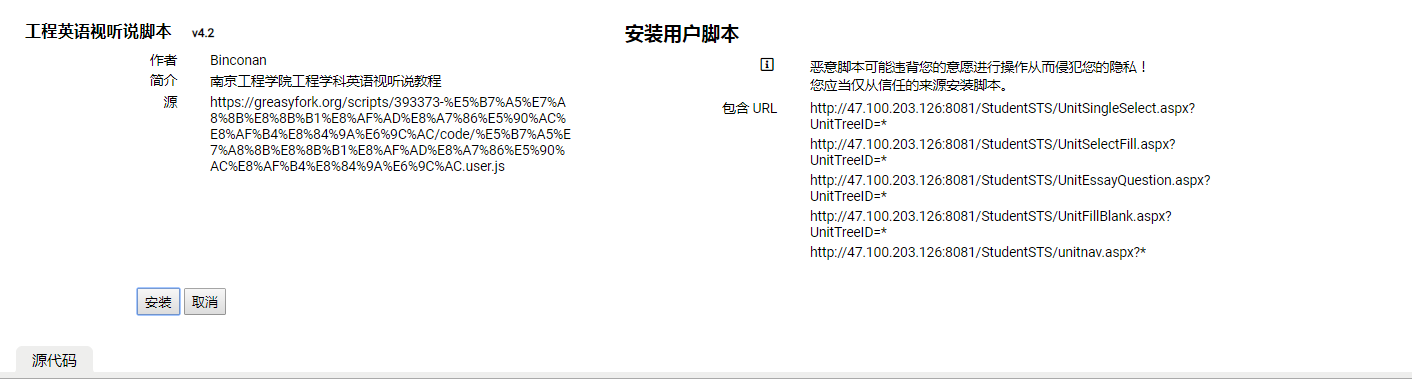 工程英语视听说脚本 v4.2
作者 Binconan
简介 南京工程学院工程学科英语视听说教程
源 https://greasyfork.org/scripts/393373-%E5%B7%A5%E7%A
8%8B%E8%8B%B1%E8%AF%AD%E8%A7%86%E5%90%AC%
E8%AF%B4%E8%84%9A%E6%9C%AC/code/%E5%B7%A5%E
7%A8%8B%E8%8B%B1%E8%AF%AD%E8%A7%86%E5%90%
AC%E8%AF%B4%E8%84%9A%E6%9C%AC.user.js
安装 取消
源代码
安装用户脚本
恶意脚本可能违背您的意愿进行操作从而侵犯您的隐私！
您应当仅从信任的来源安装脚本。
包含 URL http://47.100.203.126:8081/StudentSTS/UnitSingleSelect.aspx?
UnitTreeID=*
http://47.100.203.126:8081/StudentSTS/UnitSelectFill.aspx?
UnitTreeID=*
http://47.100.203.126:8081/StudentSTS/UnitEssayQuestion.aspx?
UnitTreeID=*
http://47.100.203.126:8081/StudentSTS/UnitFillBlank.aspx?
UnitTreeID=*
http://47.100.203.126:8081/StudentSTS/unitnav.aspx?*